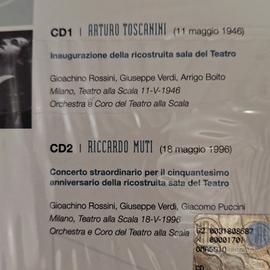 CD1 | ARTURO TOSCANINI (11 maggio 1946)
Inaugurazione della ricostruita sala del Teatro
Gioachino Rossini, Giuseppe Verdi, Arrigo Boito
Milano, Teatro alla Scala 11-V-1946
Orchestra e Coro del Teatro alla Scala
CD2 | RICCARDO MUTI (18 maggio 1996)
Concerto straordinario per il cinquantesimo
anniversario della ricostruita sala del Teatro
Gioachino Rossini, Giuseppe Verdi, Giacomo Puccini
Milano, Teatro alla Scala 18-V-1996
Orchestra e Coro del Teatro alla Scala
00001701
CD